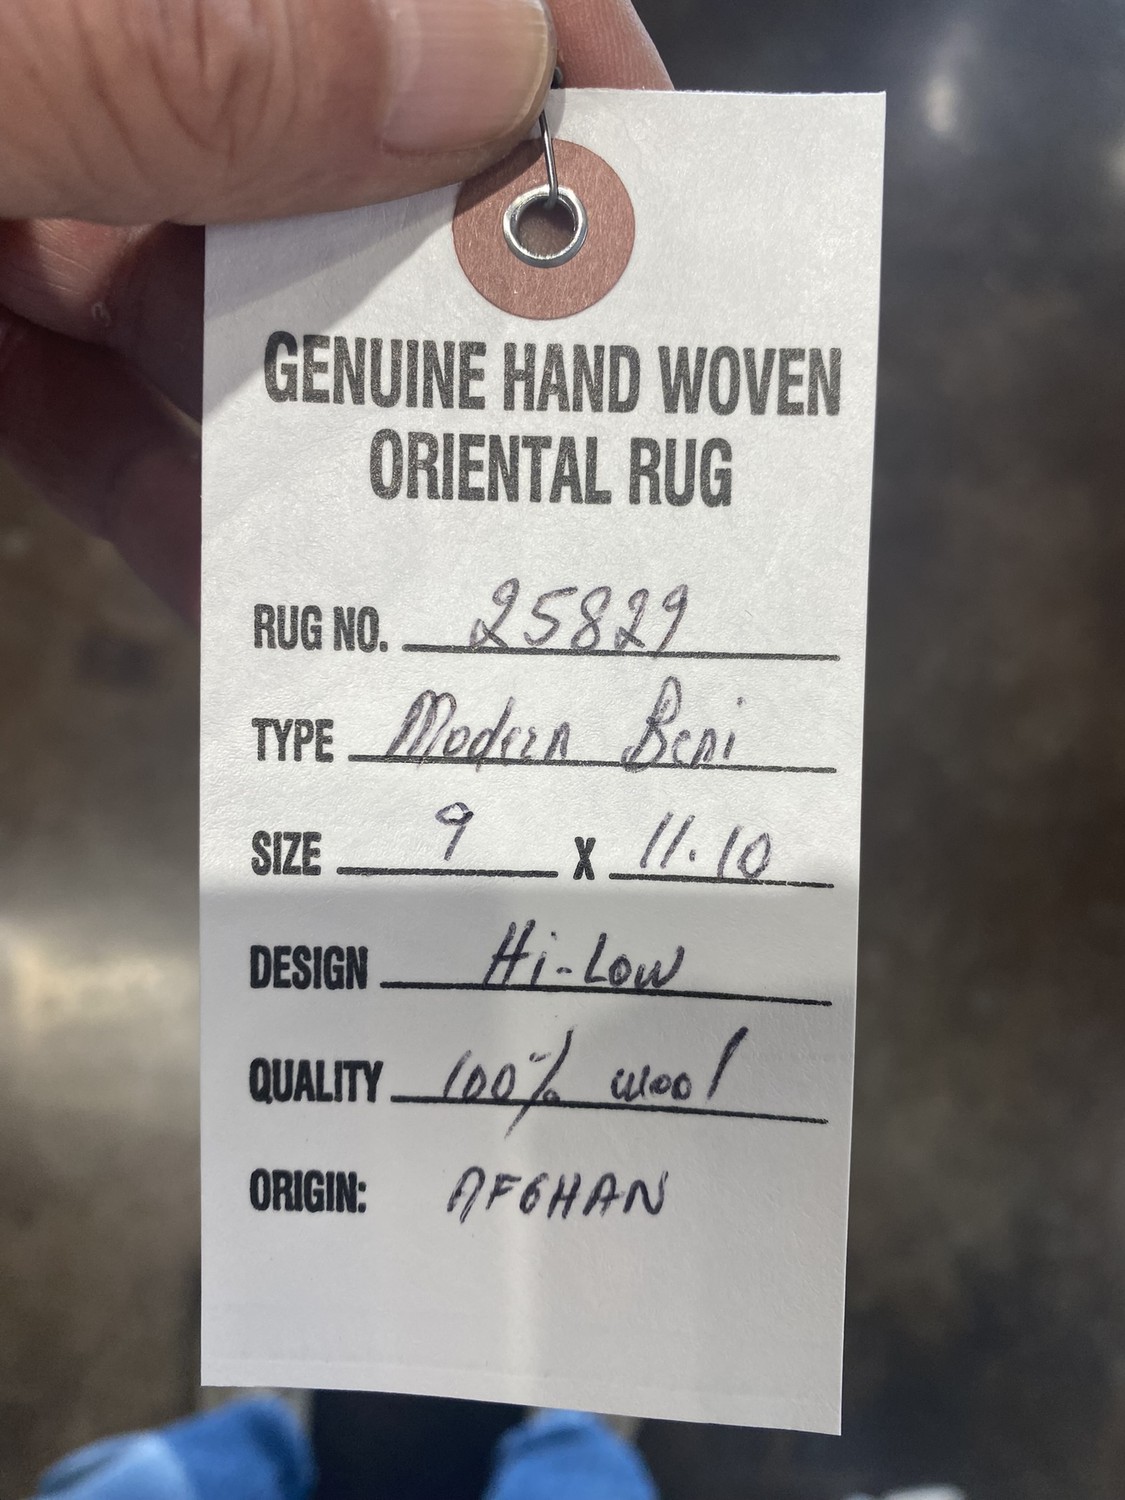 GENUINE HAND WOVEN
ORIENTAL RUG
RUG NO. 25829
TYPE Modern Beni
SIZE 9 X 11.10
DESIGN Hi-Low
QUALITY 100% wool
ORIGIN: AFGHAN